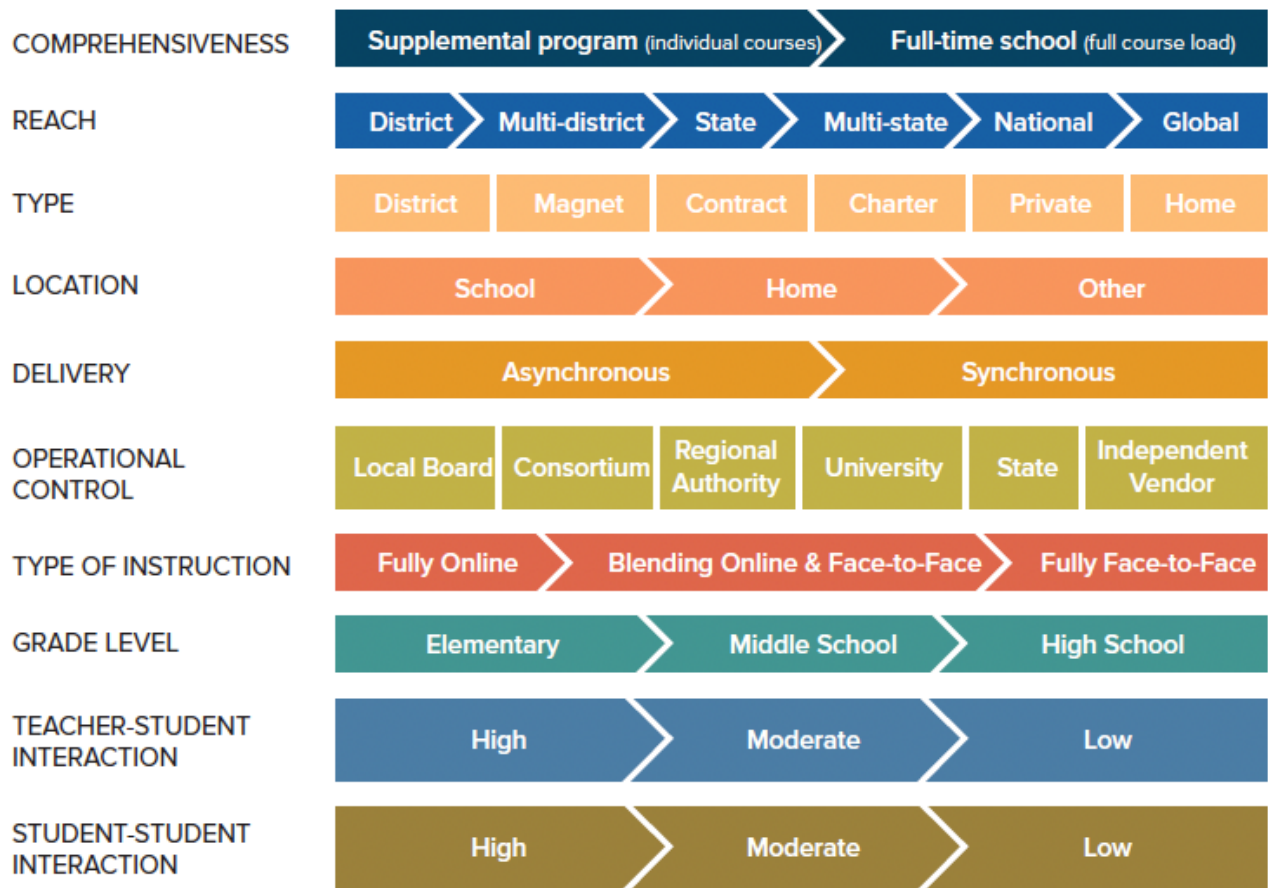 COMPREHENSIVENESS
Supplemental program (individual courses) Full-time school (full course load)
REACH
District Multi-district State Multi-state National Global
TYPE
District Magnet Contract Charter Private Home
LOCATION
School Home Other
DELIVERY
Asynchronous Synchronous
OPERATIONAL
CONTROL
Local Board Consortium
Regional
Authority
University State
Independent
Vendor
TYPE OF INSTRUCTION
Fully Online Blending Online & Face-to-Face Fully Face-to-Face
GRADE LEVEL
Elementary Middle School High School
TEACHER-STUDENT
INTERACTION
High Moderate Low
STUDENT-STUDENT
INTERACTION
High Moderate Low